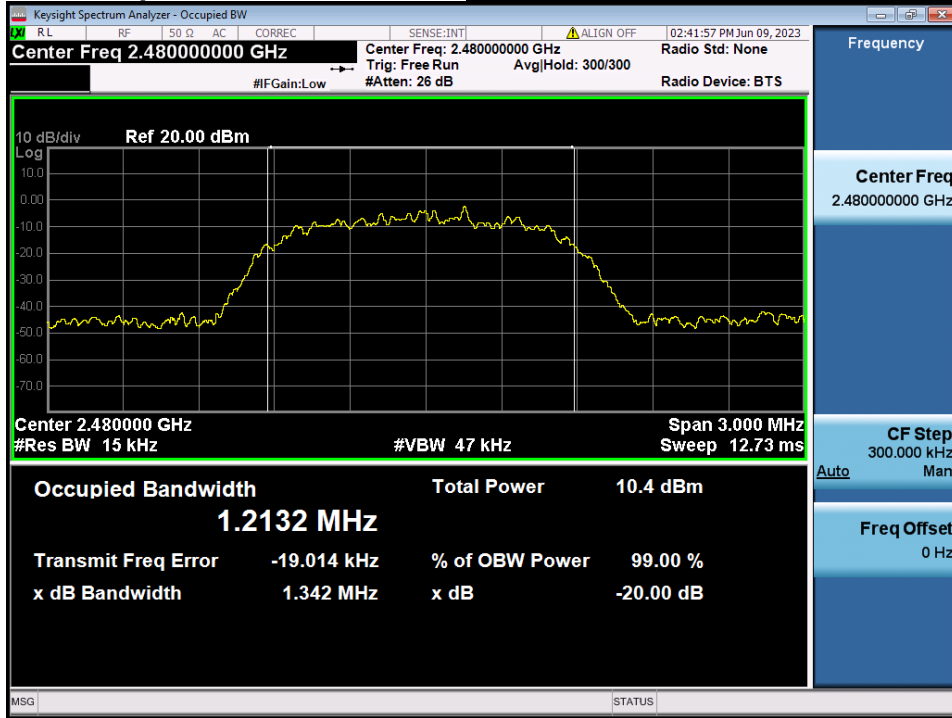 Keysight Spectrum Analyzer - Occupied BW
LXI RL RF 50 Ω AC CORREC SENSE:INT ALIGN OFF 02:41:57 PM Jun 09, 2023
Center Freq 2.480000000 GHz
Center Freq: 2.480000000 GHz
Radio Std: None
Trig: Free Run Avg|Hold: 300/300
#IFGain:Low
#Atten: 26 dB
Radio Device: BTS
10 dB/div Ref 20.00 dBm
Log
10.0
0.00
-10.0
-20.0
-30.0
-40.0
-50.0
-60.0
-70.0
Center 2.480000 GHz Span 3.000 MHz
#Res BW 15 kHz #VBW 47 kHz Sweep 12.73 ms
Occupied Bandwidth Total Power 10.4 dBm
1.2132 MHz
Transmit Freq Error -19.014 kHz % of OBW Power 99.00 %
x dB Bandwidth 1.342 MHz x dB -20.00 dB
Frequency
Center Freq
2.480000000 GHz
CF Step
300.000 kHz
Auto Man
Freq Offset
0 Hz
MSG STATUS